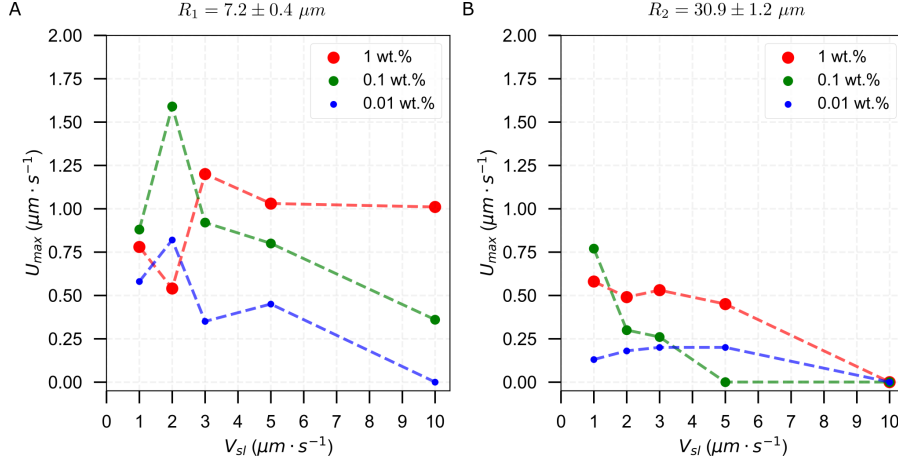 A
R₁ = 7.2 ± 0.4 μm
2.00
1.75
1.50
1.25
1.00
0.75
0.50
0.25
0.00
U_max (μm · s⁻¹)
1 wt.%
0.1 wt.%
0.01 wt.%
0 1 2 3 4 5 6 7 8 9 10
V_sl (μm · s⁻¹)
B
R₂ = 30.9 ± 1.2 μm
2.00
1.75
1.50
1.25
1.00
0.75
0.50
0.25
0.00
U_max (μm · s⁻¹)
1 wt.%
0.1 wt.%
0.01 wt.%
0 1 2 3 4 5 6 7 8 9 10
V_sl (μm · s⁻¹)